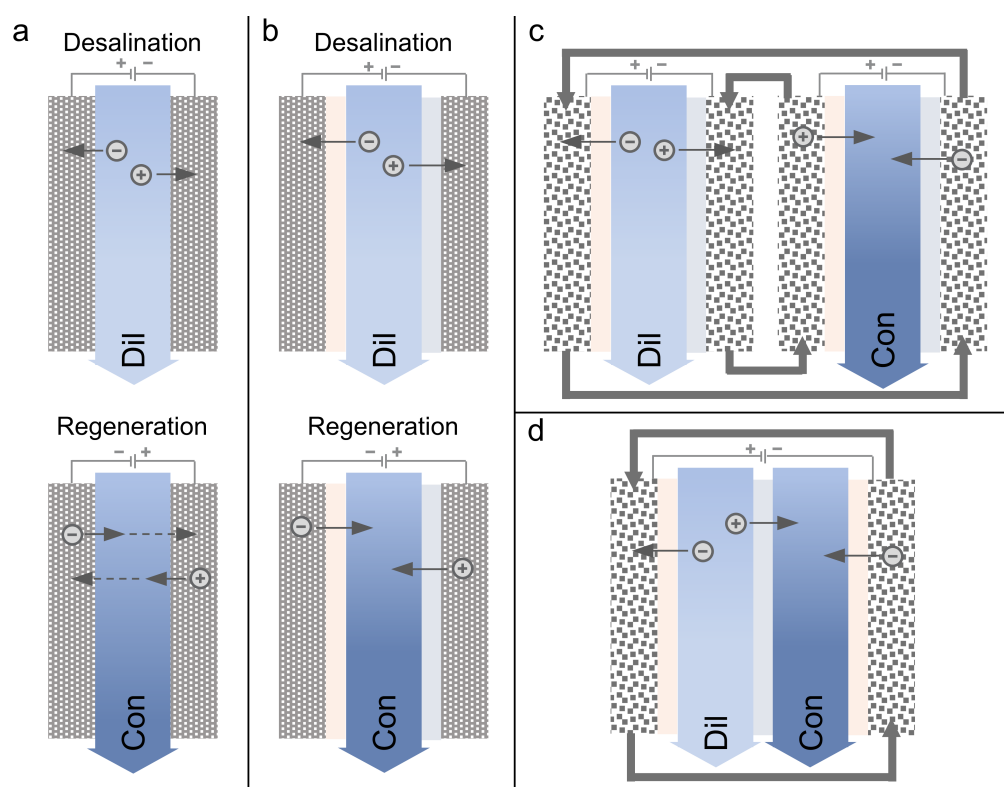 a
Desalination
+ −
−
+
Dil
Regeneration
− +
−
+
Con
b
Desalination
+ −
−
+
Dil
Regeneration
− +
−
+
Con
c
+ −
+ −
−
+
+
−
Dil
Con
d
+ −
+
−
−
Dil
Con